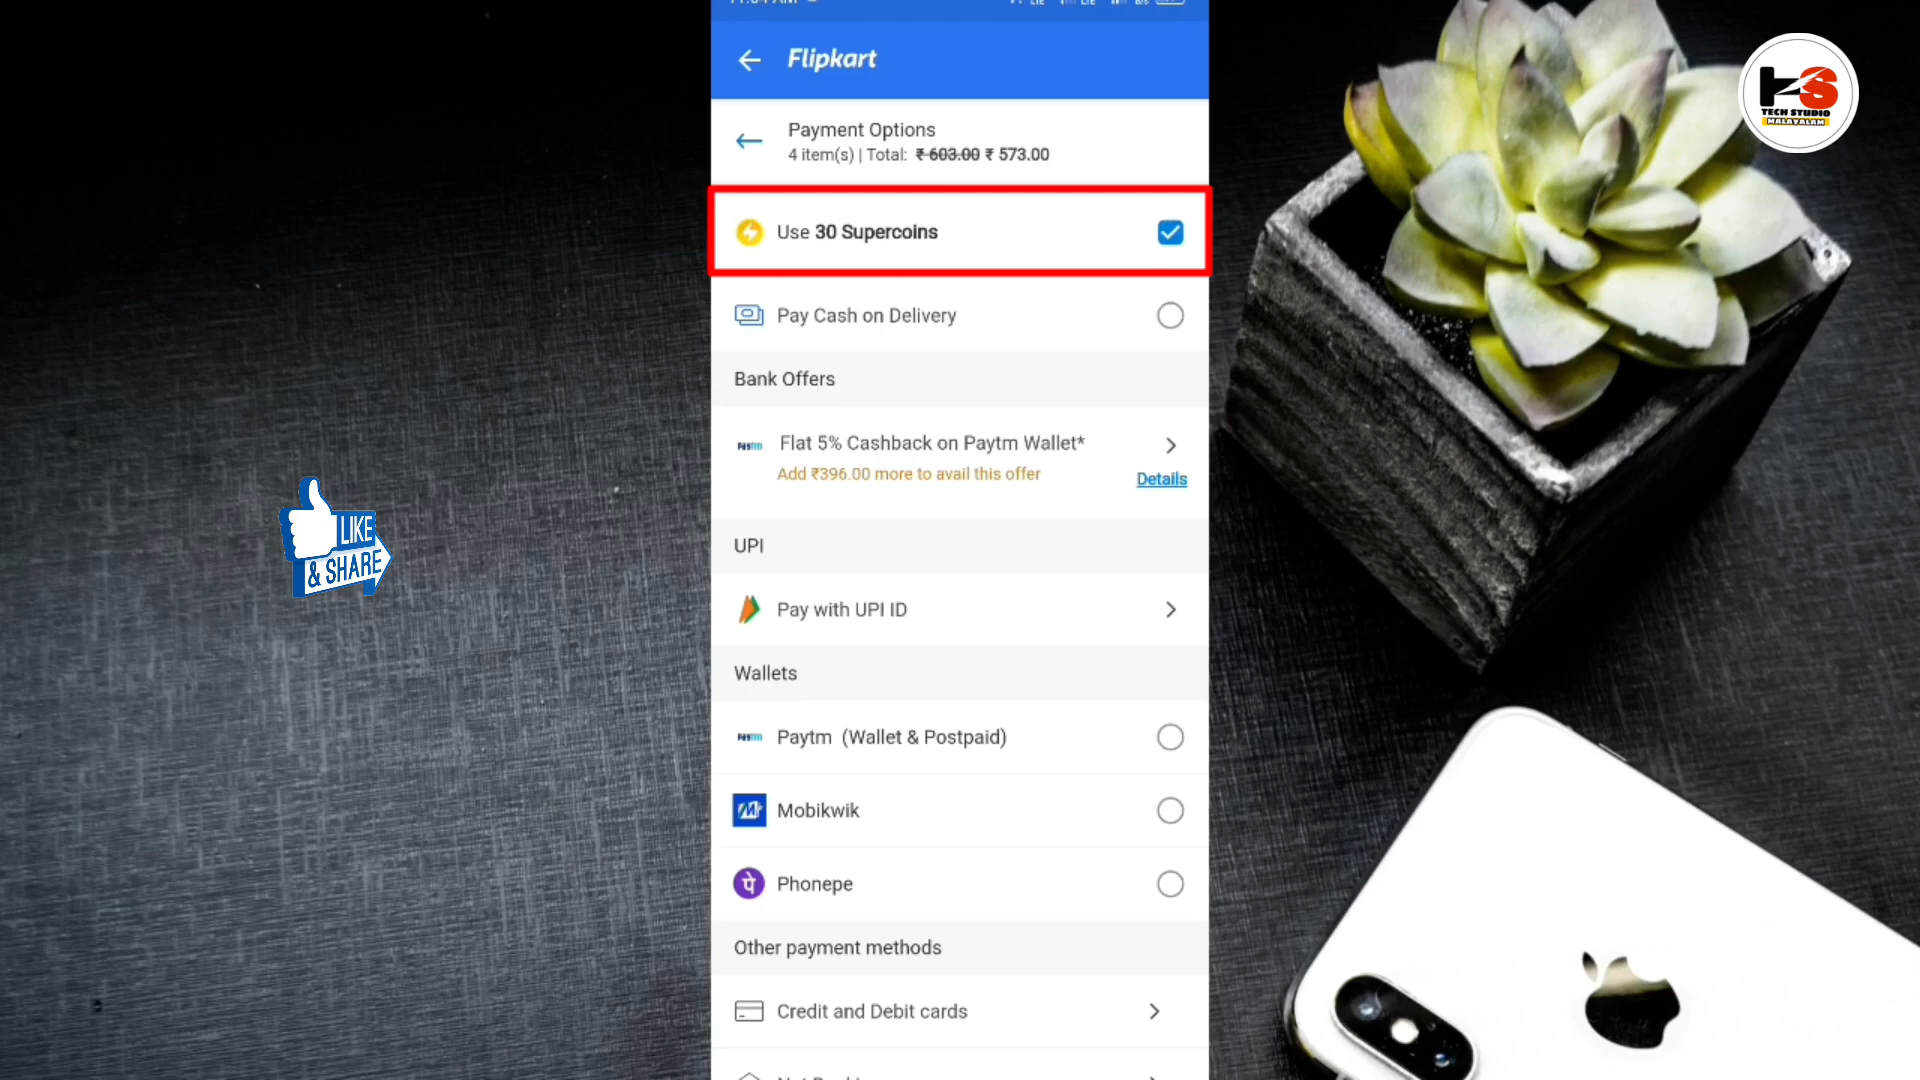 Flipkart
Payment Options
4 item(s) | Total: ₹ 603.00 ₹ 573.00
Use 30 Supercoins
Pay Cash on Delivery
Bank Offers
Paytm
Flat 5% Cashback on Paytm Wallet*
Add ₹396.00 more to avail this offer
Details
UPI
Pay with UPI ID
Wallets
Paytm
Paytm (Wallet & Postpaid)
Mobikwik
पे
Phonepe
Other payment methods
Credit and Debit cards
LIKE
& SHARE
TECH STUDIO
MALAYALAM